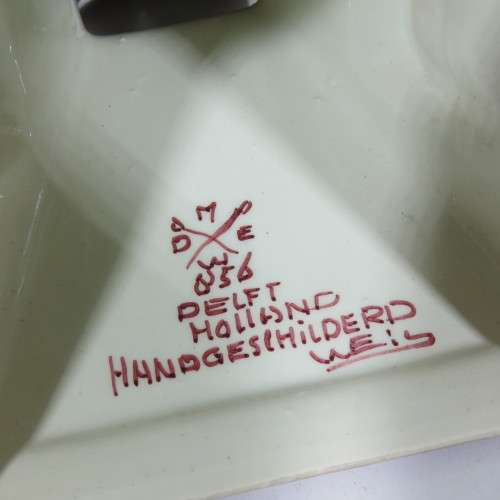 M
D E
W
856
DELFT
HOLLAND
HANDGESCHILDERD
WEIS